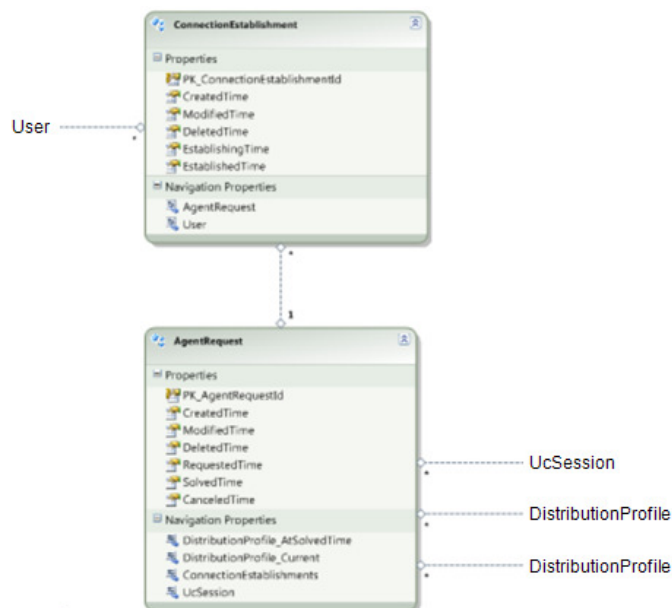 ConnectionEstablishment
Properties
PK_ConnectionEstablishmentId
CreatedTime
ModifiedTime
DeletedTime
EstablishingTime
EstablishedTime
Navigation Properties
AgentRequest
User
User
*
*
1
AgentRequest
Properties
PK_AgentRequestId
CreatedTime
ModifiedTime
DeletedTime
RequestedTime
SolvedTime
CanceledTime
Navigation Properties
DistributionProfile_AtSolvedTime
DistributionProfile_Current
ConnectionEstablishments
UcSession
* UcSession
* DistributionProfile
* DistributionProfile